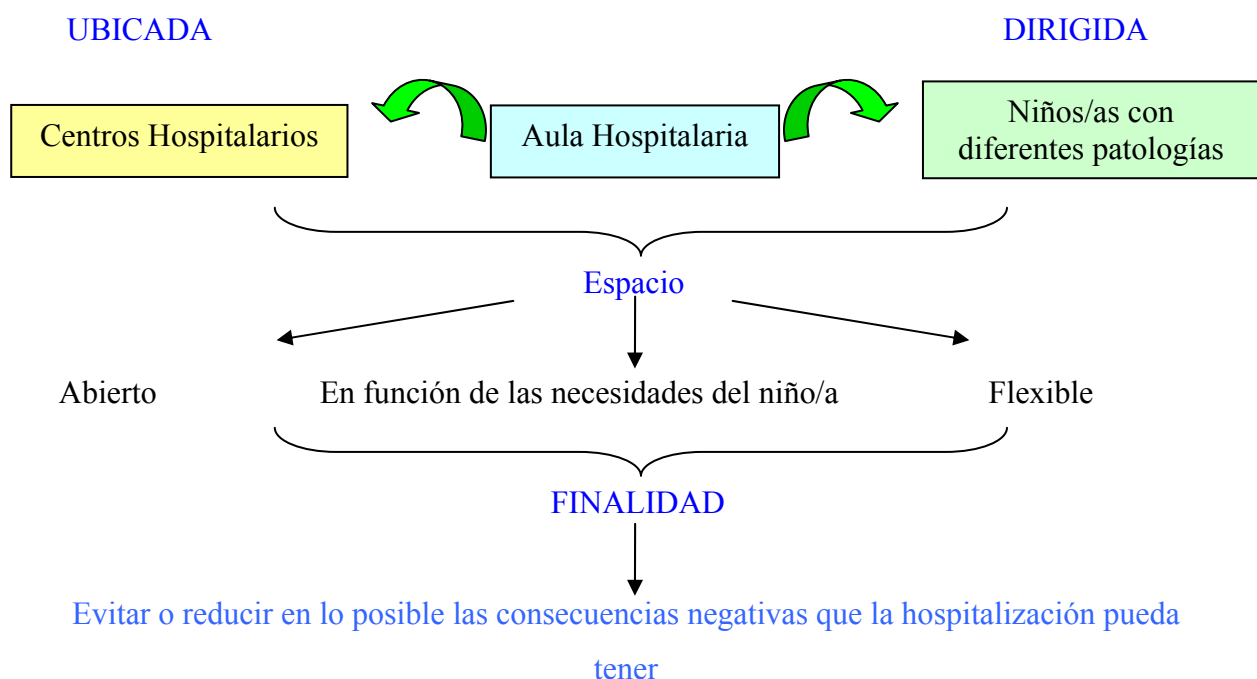 UBICADA
DIRIGIDA
Centros Hospitalarios
Aula Hospitalaria
Niños/as con
diferentes patologías
Espacio
Abierto
En función de las necesidades del niño/a
Flexible
FINALIDAD
Evitar o reducir en lo posible las consecuencias negativas que la hospitalización pueda
tener